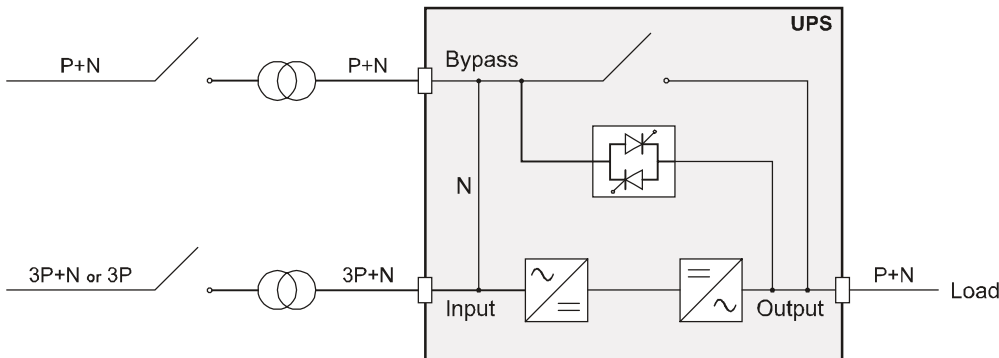 UPS
P+N
P+N
Bypass
N
3P+N or 3P
3P+N
Input
Output
P+N
Load